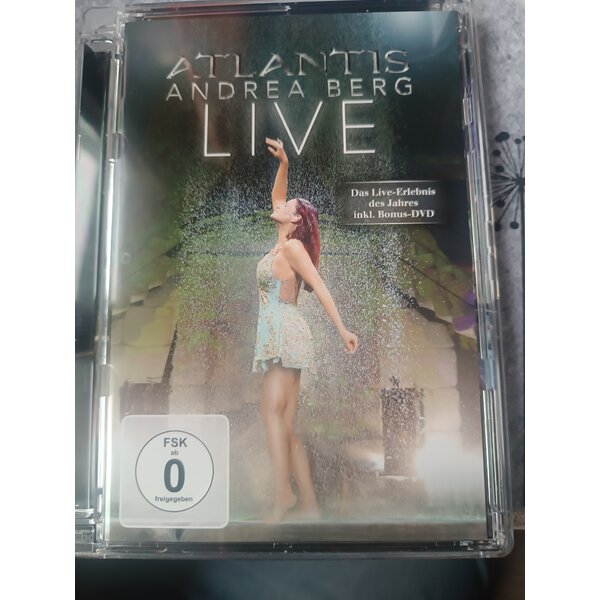 ATLANTIS
ANDREA BERG
LIVE
Das Live-Erlebnis
des Jahres
inkl. Bonus-DVD
FSK
ab
0
freigegeben